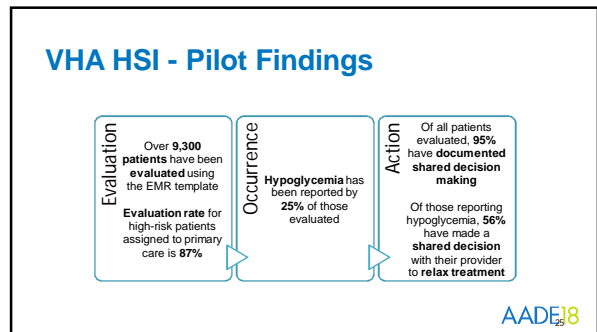 VHA HSI - Pilot Findings
Evaluation
Over 9,300
patients have been
evaluated using
the EMR template
Evaluation rate for
high-risk patients
assigned to primary
care is 87%
Occurrence
Hypoglycemia has
been reported by
25% of those
evaluated
Action
Of all patients
evaluated, 95%
have documented
shared decision
making
Of those reporting
hypoglycemia, 56%
have made a
shared decision
with their provider
to relax treatment
AADE18
25